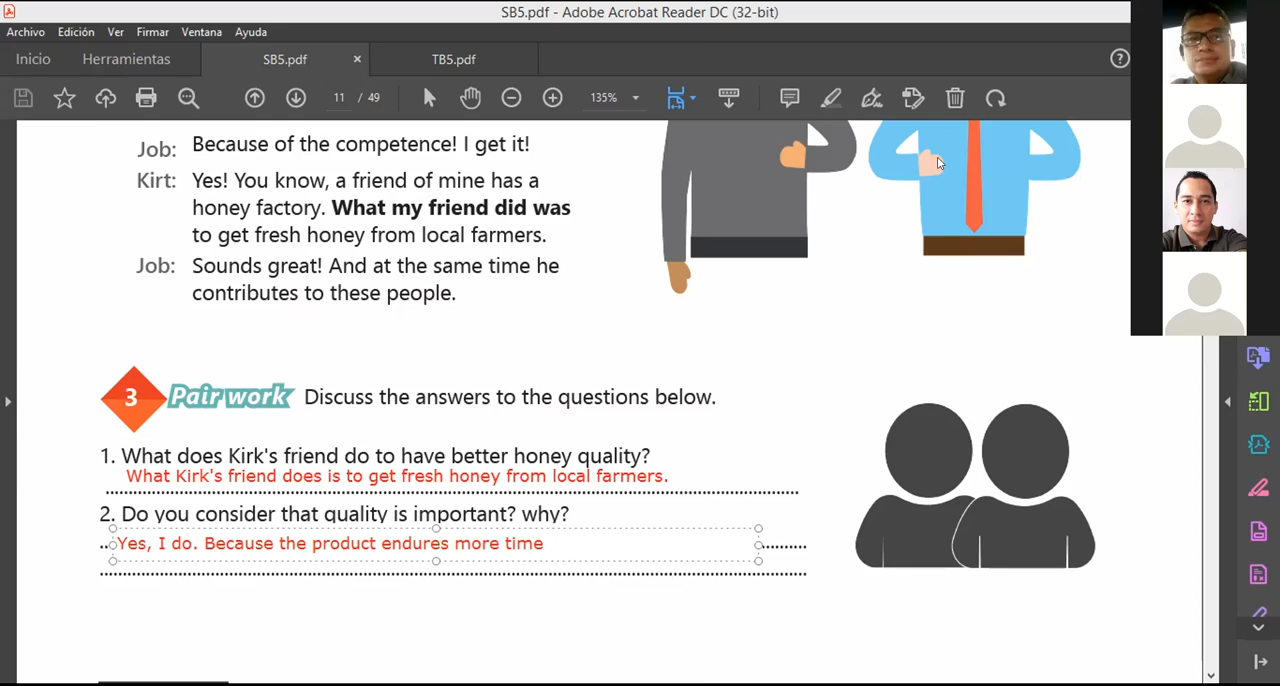 SB5.pdf - Adobe Acrobat Reader DC (32-bit)
Archivo Edición Ver Firmar Ventana Ayuda
Inicio Herramientas SB5.pdf × TB5.pdf
11 / 49 135%
Job: Because of the competence! I get it!
Kirt: Yes! You know, a friend of mine has a
honey factory. What my friend did was
to get fresh honey from local farmers.
Job: Sounds great! And at the same time he
contributes to these people.
3 Pair work Discuss the answers to the questions below.
1. What does Kirk's friend do to have better honey quality?
What Kirk's friend does is to get fresh honey from local farmers.
2. Do you consider that quality is important? why?
Yes, I do. Because the product endures more time